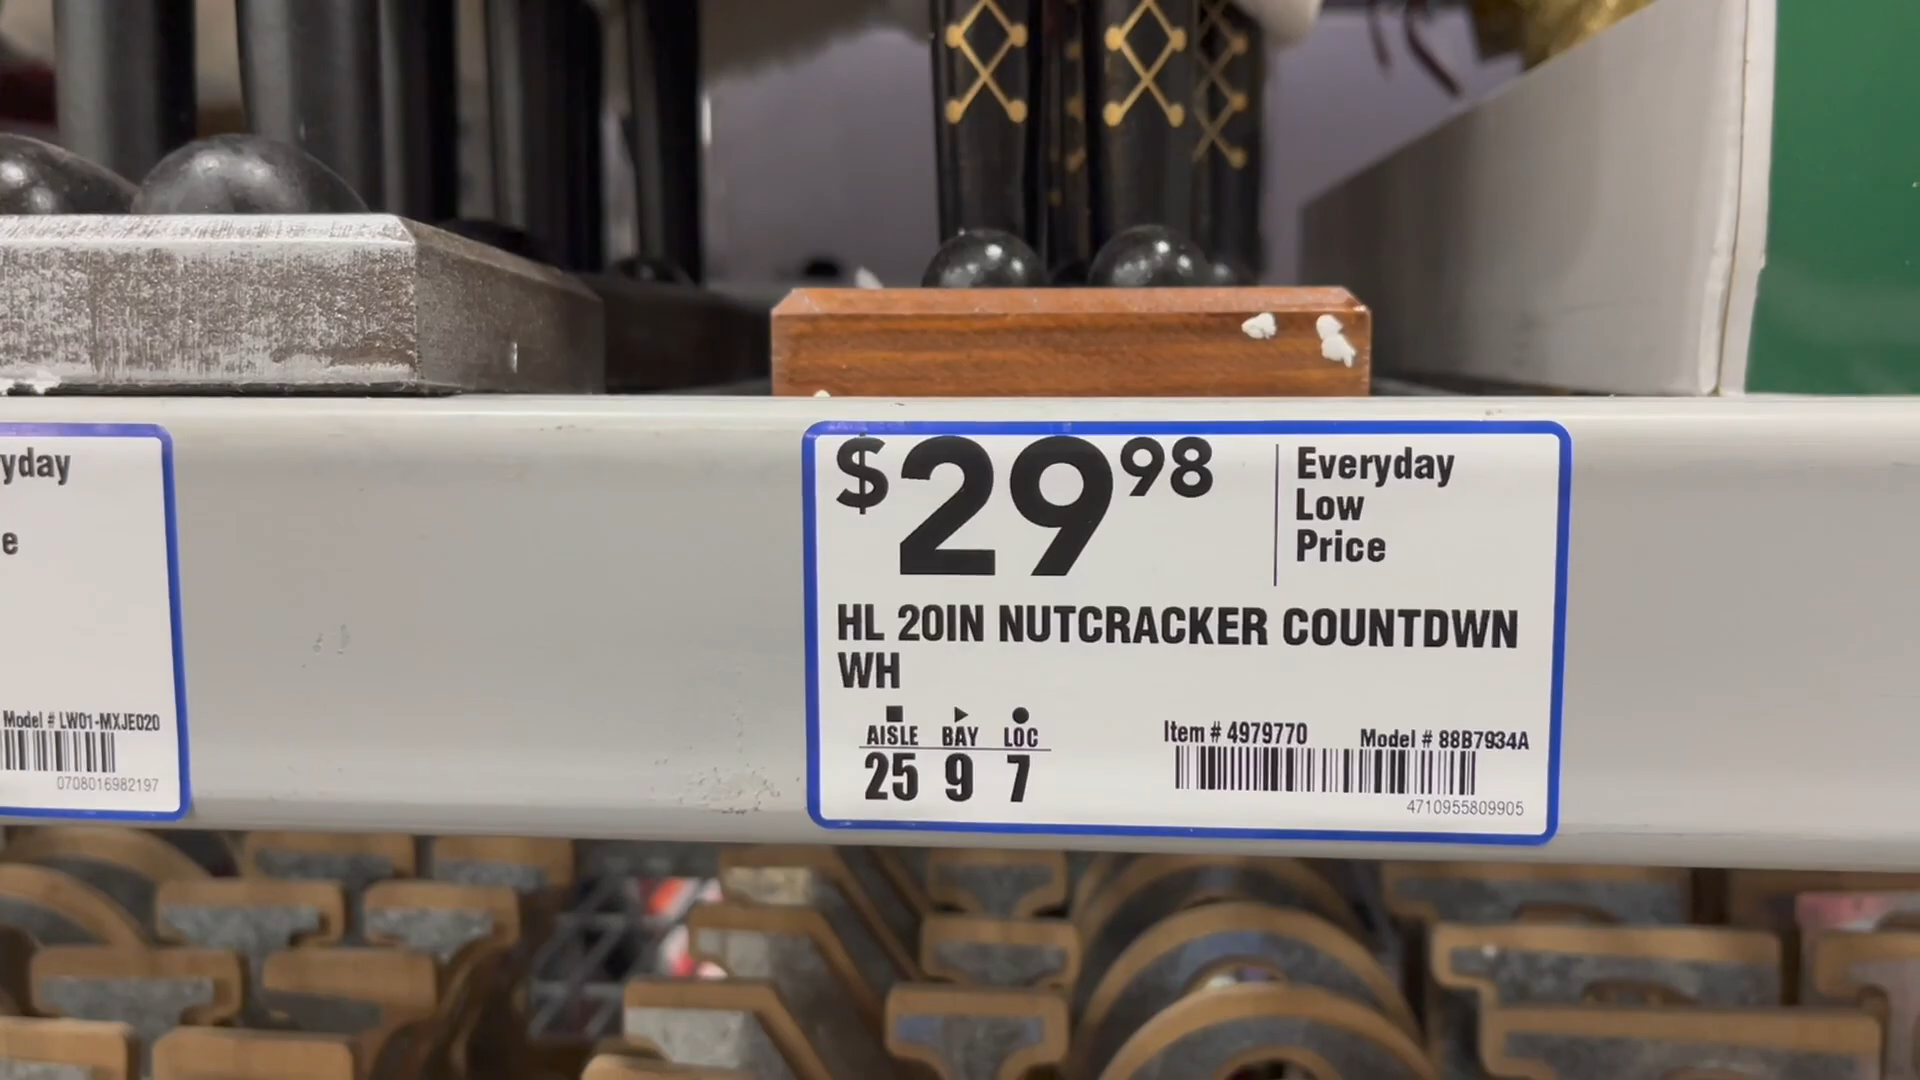 yday
e
Model # LW01-MXJE020
0708016982197
$29 98
Everyday
Low
Price
HL 20IN NUTCRACKER COUNTDWN
WH
AISLE BAY LOC
25 9 7
Item # 4979770 Model # 88B7934A
4710955809905